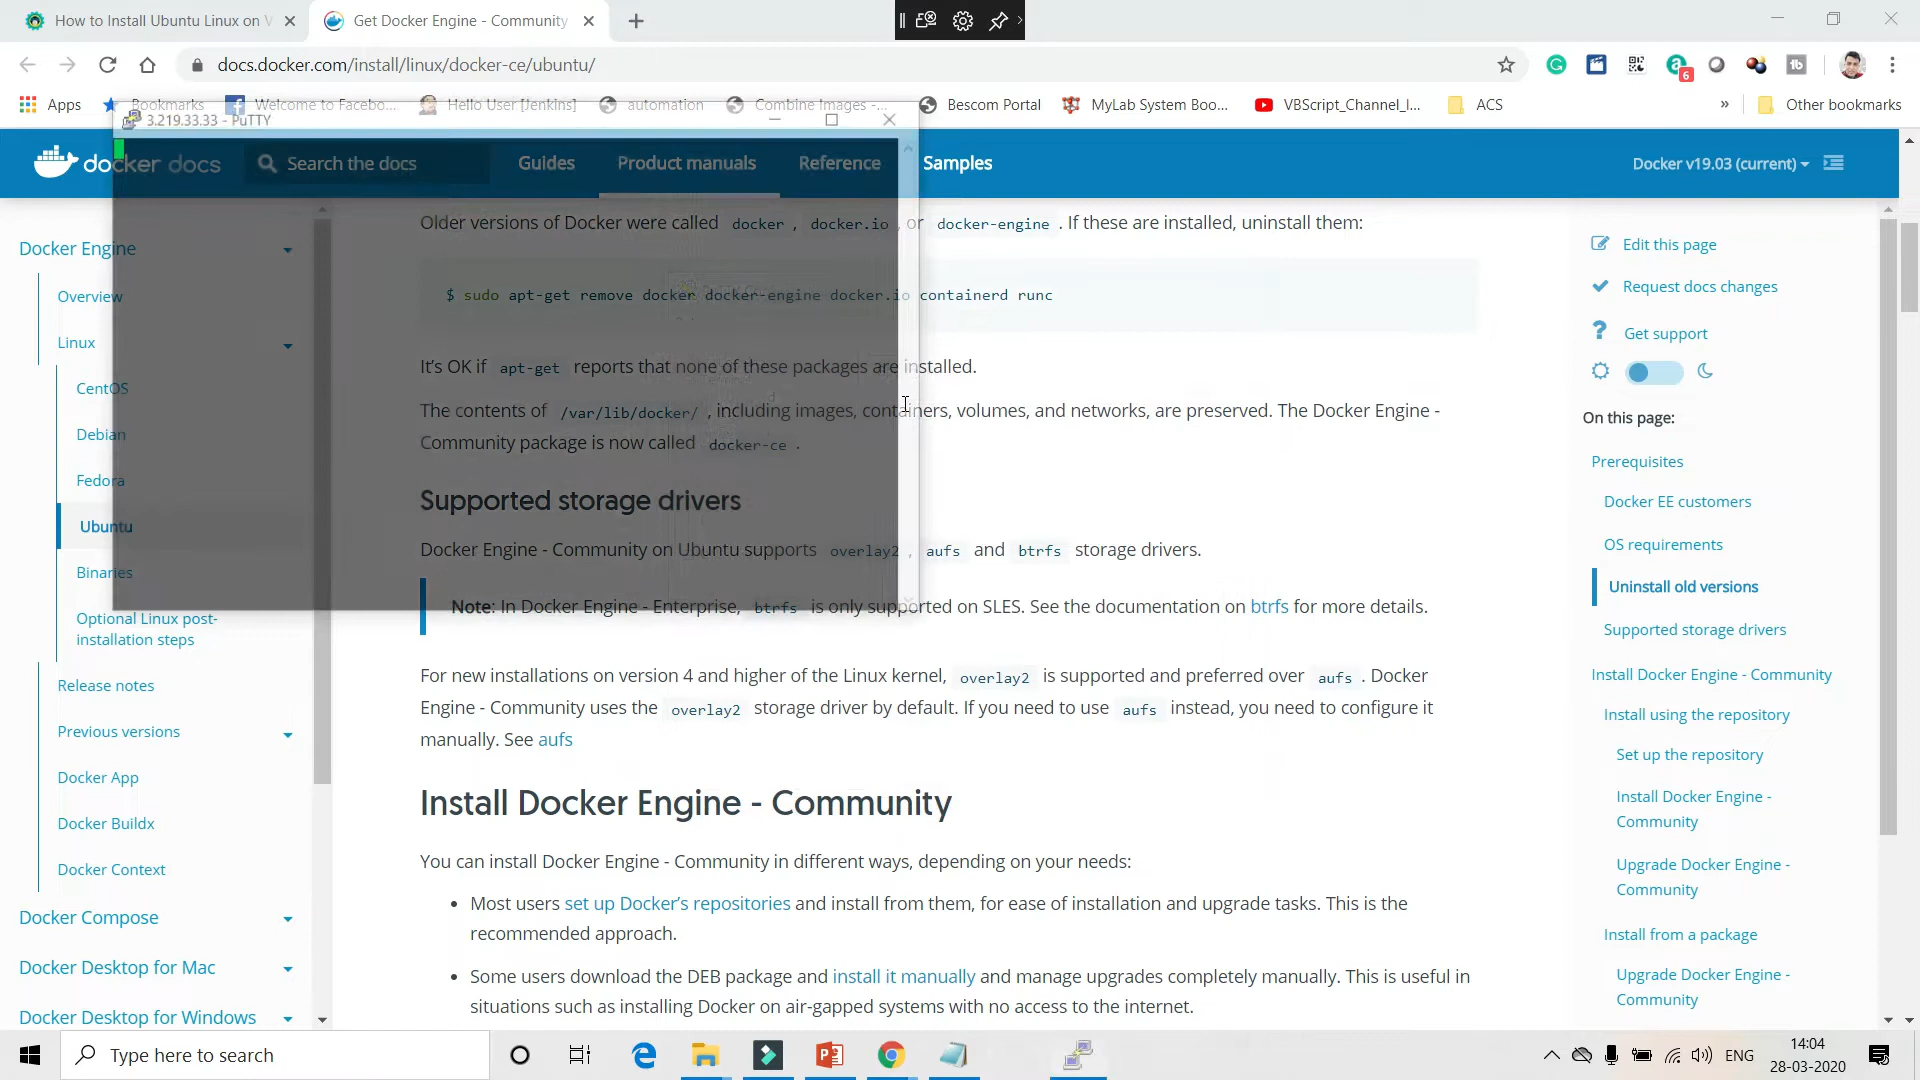 How to Install Ubuntu Linux on V
Get Docker Engine - Community
docs.docker.com/install/linux/docker-ce/ubuntu/
6
Apps
Bookmarks
Welcome to Facebo...
Hello User [Jenkins]
automation
Combine Images -...
Bescom Portal
MyLab System Boo...
VBScript_Channel_I...
ACS
»
Other bookmarks
3.219.33.33 - PuTTY
docker docs
Search the docs
Guides
Product manuals
Reference
Samples
Docker v19.03 (current)
Docker Engine
Overview
Linux
CentOS
Debian
Fedora
Ubuntu
Binaries
Optional Linux post-
installation steps
Release notes
Previous versions
Docker App
Docker Buildx
Docker Context
Docker Compose
Docker Desktop for Mac
Docker Desktop for Windows
Older versions of Docker were called docker , docker.io , or docker-engine . If these are installed, uninstall them:
$ sudo apt-get remove docker docker-engine docker.io containerd runc
It's OK if apt-get reports that none of these packages are installed.
The contents of /var/lib/docker/ , including images, containers, volumes, and networks, are preserved. The Docker Engine -
Community package is now called docker-ce .
Supported storage drivers
Docker Engine - Community on Ubuntu supports overlay2 , aufs and btrfs storage drivers.
Note: In Docker Engine - Enterprise, btrfs is only supported on SLES. See the documentation on btrfs for more details.
For new installations on version 4 and higher of the Linux kernel, overlay2 is supported and preferred over aufs . Docker
Engine - Community uses the overlay2 storage driver by default. If you need to use aufs instead, you need to configure it
manually. See aufs
Install Docker Engine - Community
You can install Docker Engine - Community in different ways, depending on your needs:
• Most users set up Docker's repositories and install from them, for ease of installation and upgrade tasks. This is the
recommended approach.
• Some users download the DEB package and install it manually and manage upgrades completely manually. This is useful in
situations such as installing Docker on air-gapped systems with no access to the internet.
Edit this page
Request docs changes
Get support
On this page:
Prerequisites
Docker EE customers
OS requirements
Uninstall old versions
Supported storage drivers
Install Docker Engine - Community
Install using the repository
Set up the repository
Install Docker Engine -
Community
Upgrade Docker Engine -
Community
Install from a package
Upgrade Docker Engine -
Community
Type here to search
ENG
14:04
28-03-2020